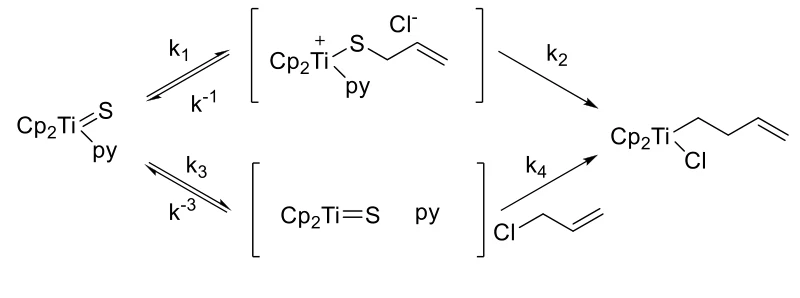 Cl-
k1
+
S
Cp2Ti
py
k2
k-1
Cp2Ti
S
py
Cp2Ti
Cl
k3
k4
k-3
Cp2Ti=S py
Cl